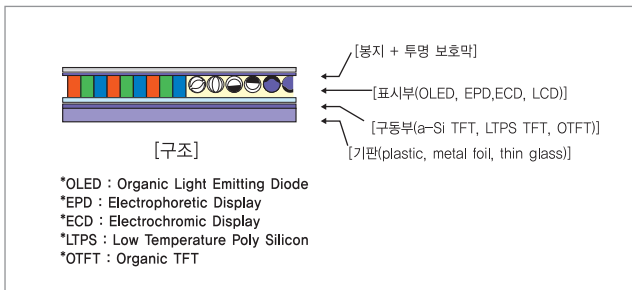 [봉지 + 투명 보호막]
[표시부(OLED, EPD,ECD, LCD)]
[구동부(a-Si TFT, LTPS TFT, OTFT)]
[기판(plastic, metal foil, thin glass)]
[구조]
*OLED : Organic Light Emitting Diode
*EPD : Electrophoretic Display
*ECD : Electrochromic Display
*LTPS : Low Temperature Poly Silicon
*OTFT : Organic TFT